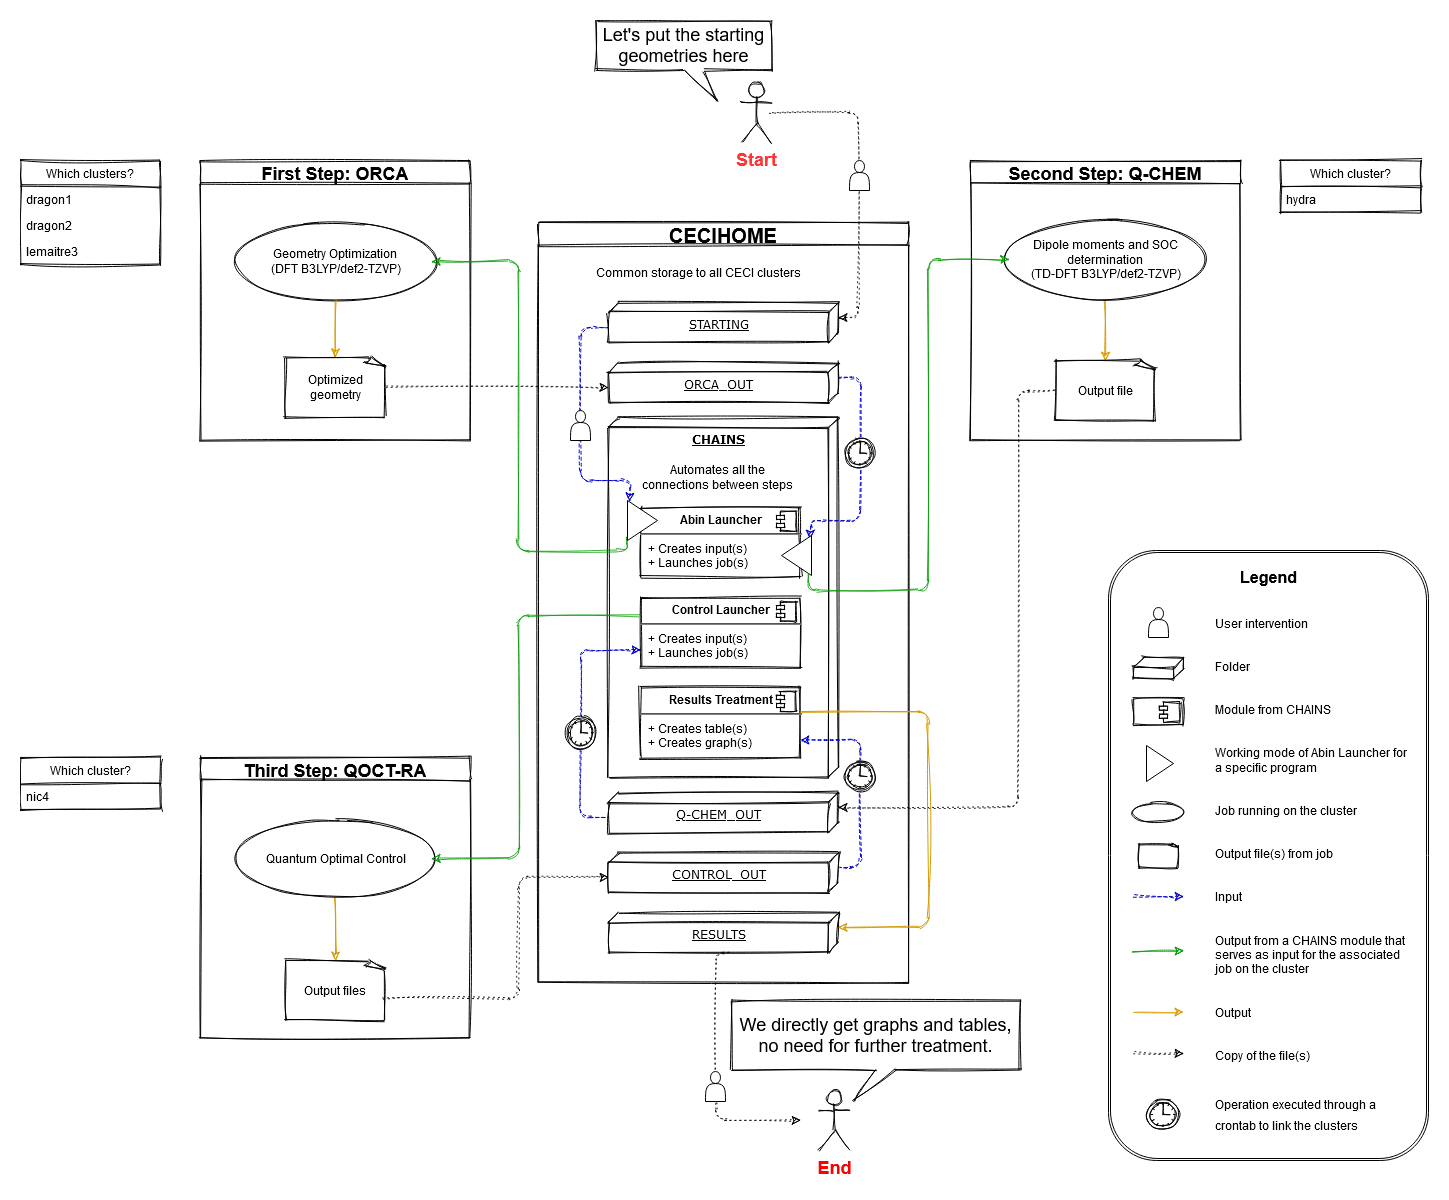 Let's put the starting
geometries here
Start
Which clusters?
dragon1
dragon2
lemaitre3
First Step: ORCA
Geometry Optimization
(DFT B3LYP/def2-TZVP)
Optimized
geometry
Second Step: Q-CHEM
Dipole moments and SOC
determination
(TD-DFT B3LYP/def2-TZVP)
Output file
Which cluster?
hydra
CECIHOME
Common storage to all CECI clusters
STARTING
ORCA_OUT
CHAINS
Automates all the
connections between steps
Abin Launcher
+ Creates input(s)
+ Launches job(s)
Control Launcher
+ Creates input(s)
+ Launches job(s)
Results Treatment
+ Creates table(s)
+ Creates graph(s)
Q-CHEM_OUT
CONTROL_OUT
RESULTS
Which cluster?
nic4
Third Step: QOCT-RA
Quantum Optimal Control
Output files
We directly get graphs and tables,
no need for further treatment.
End
Legend
User intervention
Folder
Module from CHAINS
Working mode of Abin Launcher for
a specific program
Job running on the cluster
Output file(s) from job
Input
Output from a CHAINS module that
serves as input for the associated
job on the cluster
Output
Copy of the file(s)
Operation executed through a
crontab to link the clusters